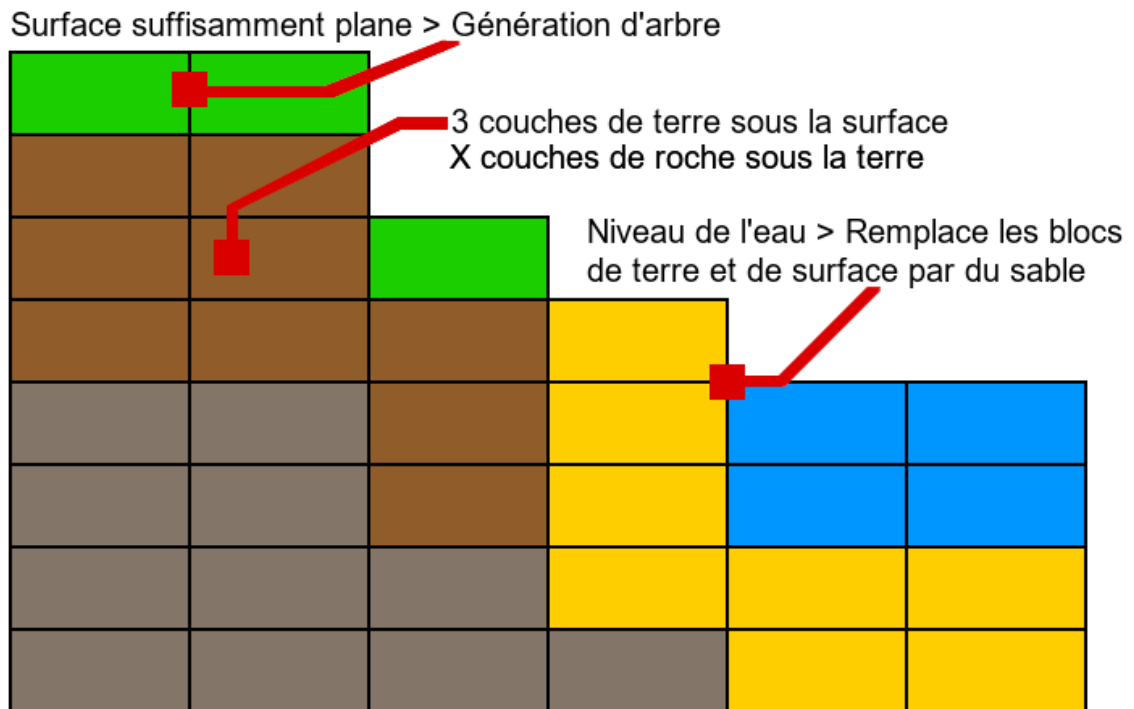 Surface suffisamment plane > Génération d'arbre
3 couches de terre sous la surface
X couches de roche sous la terre
Niveau de l'eau > Remplace les blocs
de terre et de surface par du sable